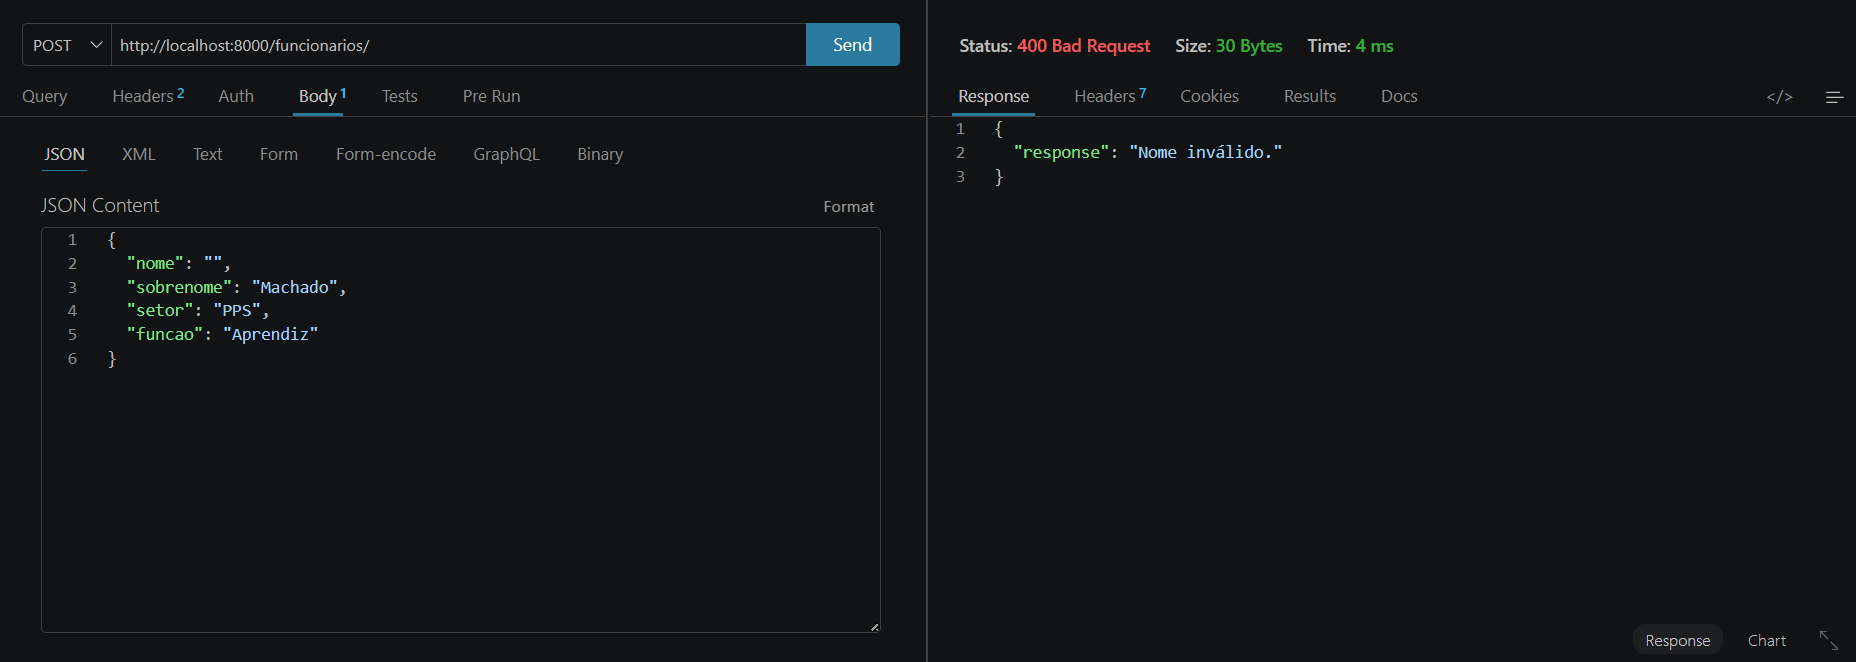 POST http://localhost:8000/funcionarios/ Send
Query Headers 2 Auth Body 1 Tests Pre Run
JSON XML Text Form Form-encode GraphQL Binary
JSON Content Format
1 {
2 "nome": "",
3 "sobrenome": "Machado",
4 "setor": "PPS",
5 "funcao": "Aprendiz"
6 }
Status: 400 Bad Request Size: 30 Bytes Time: 4 ms
Response Headers 7 Cookies Results Docs </>
1 {
2 "response": "Nome inválido."
3 }
Response Chart